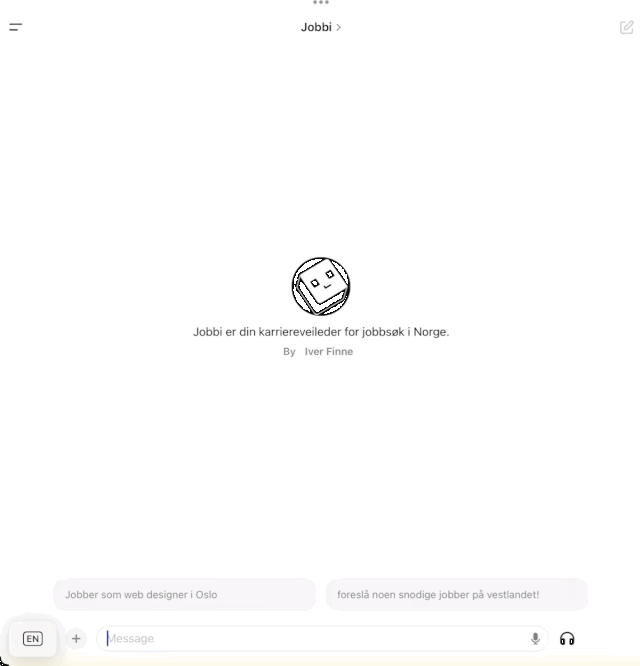 Jobbi >
Jobbi er din karriereveileder for jobbsøk i Norge.
By Iver Finne
Jobber som web designer i Oslo
foreslå noen snodige jobber på vestlandet!
EN
Message